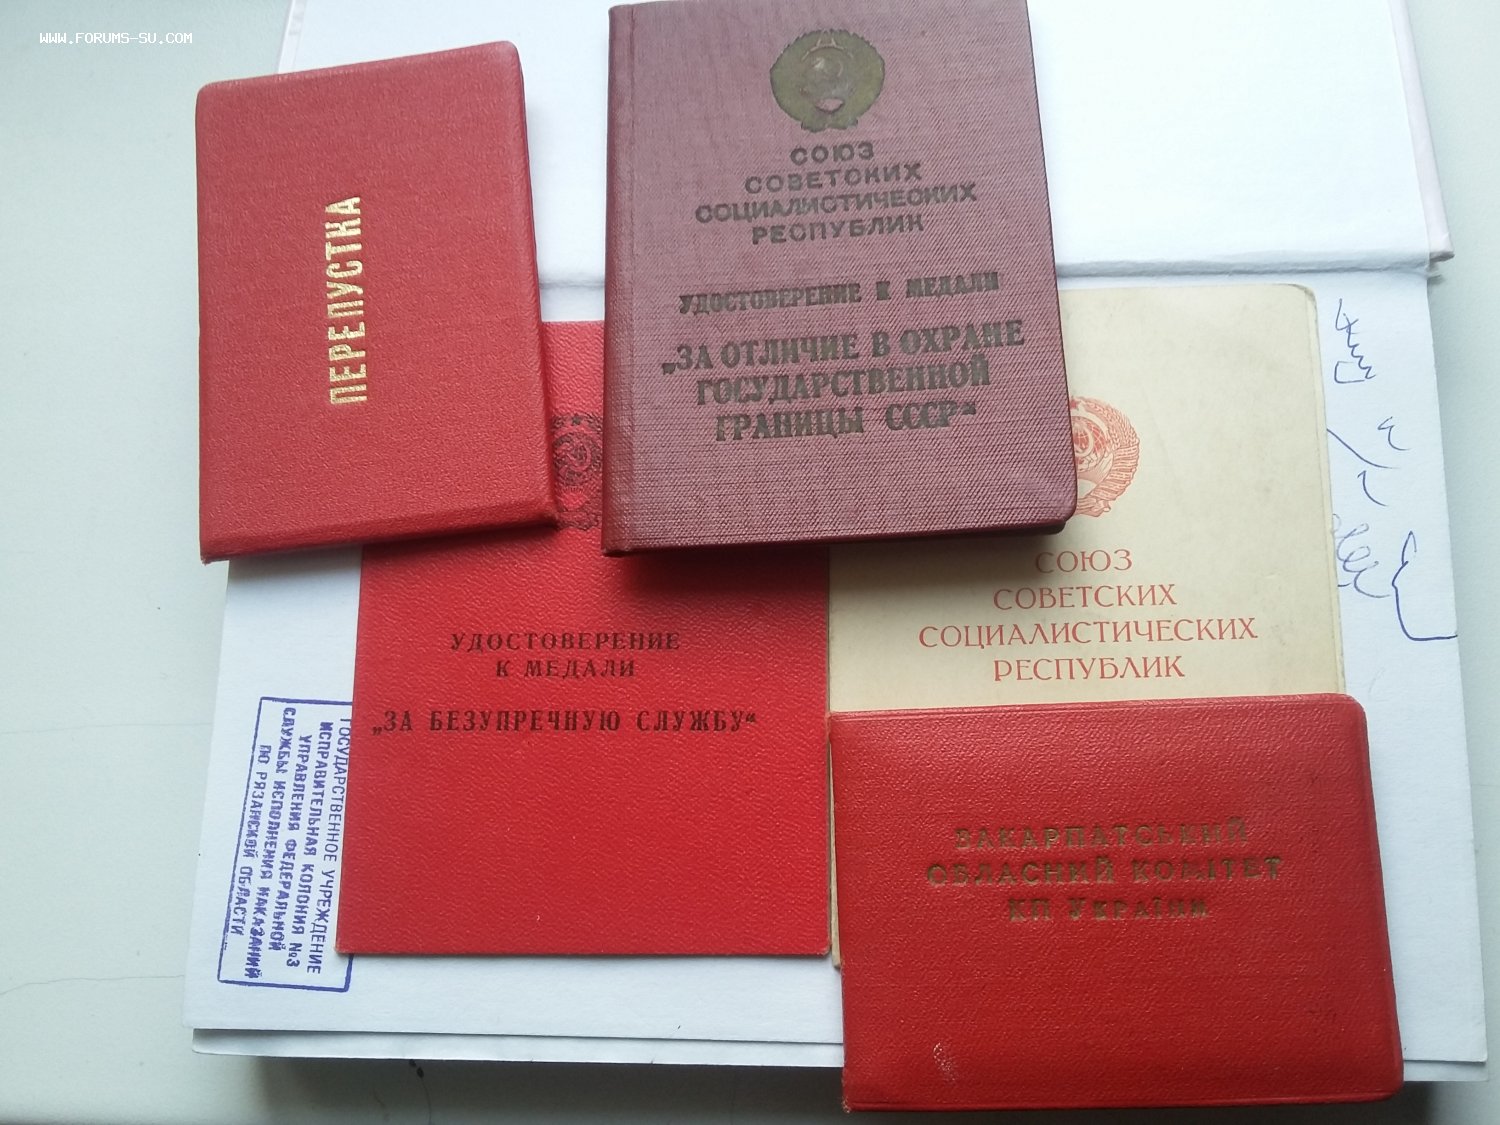 WWW.FORUMS-SU.COM
ПЕРЕПУСТКА
СОЮЗ
СОВЕТСКИХ
СОЦИАЛИСТИЧЕСКИХ
РЕСПУБЛИК
УДОСТОВЕРЕНИЕ К МЕДАЛИ
„ЗА ОТЛИЧИЕ В ОХРАНЕ
ГОСУДАРСТВЕННОЙ
ГРАНИЦЫ СССР“
УДОСТОВЕРЕНИЕ
К МЕДАЛИ
„ЗА БЕЗУПРЕЧНУЮ СЛУЖБУ“
СОЮЗ
СОВЕТСКИХ
СОЦИАЛИСТИЧЕСКИХ
РЕСПУБЛИК
ЗАКАРПАТСЬКИЙ
ОБЛАСНИЙ КОМІТЕТ
КП УКРАЇНИ
ГОСУДАРСТВЕННОЕ УЧРЕЖДЕНИЕ
ИСПРАВИТЕЛЬНАЯ КОЛОНИЯ №3
УПРАВЛЕНИЯ ФЕДЕРАЛЬНОЙ
СЛУЖБЫ ИСПОЛНЕНИЯ НАКАЗАНИЙ
ПО РЯЗАНСКОЙ ОБЛАСТИ